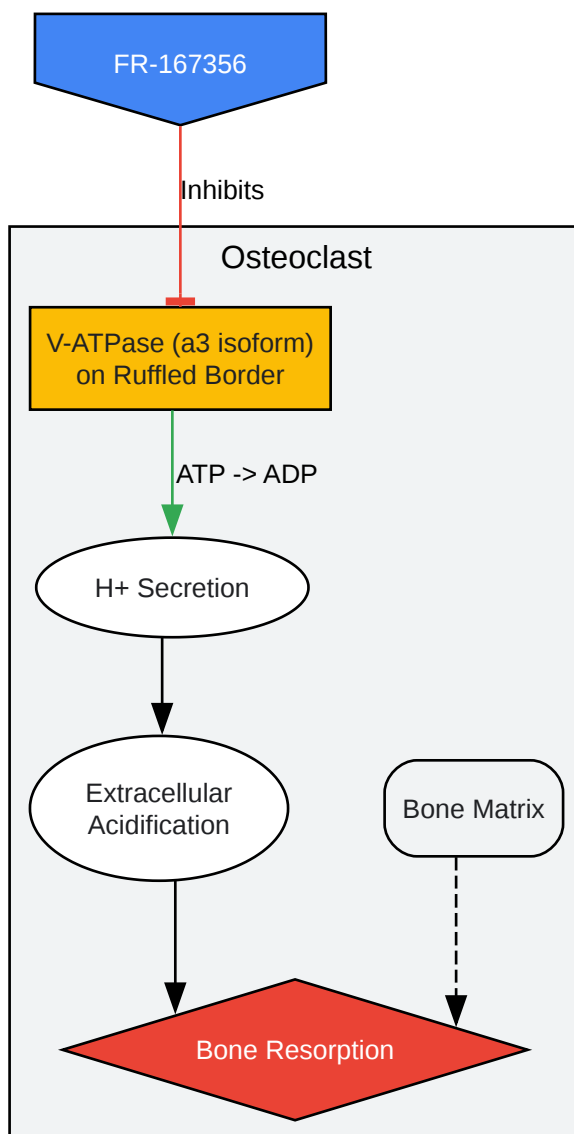 FR-167356
Inhibits
Osteoclast
V-ATPase (a3 isoform)
on Ruffled Border
ATP -> ADP
H+ Secretion
Extracellular
Acidification
Bone Matrix
Bone Resorption